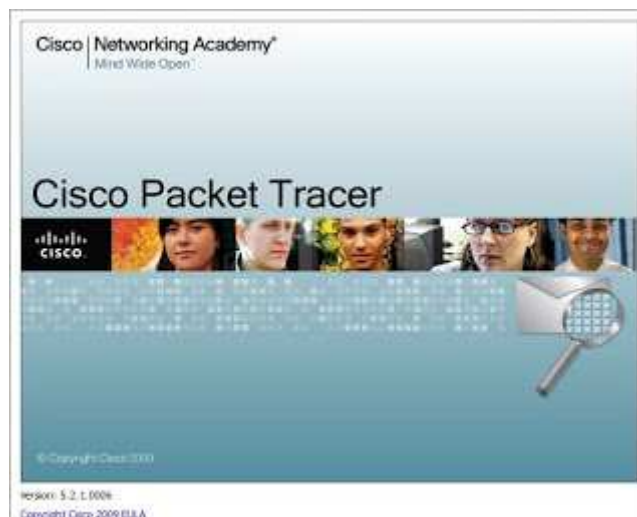 Cisco Networking Academy®
Mind Wide Open™
Cisco Packet Tracer
CISCO
© Copyright Cisco 2009
Version: 5.2.1.0006
Copyright Cisco 2009 EULA